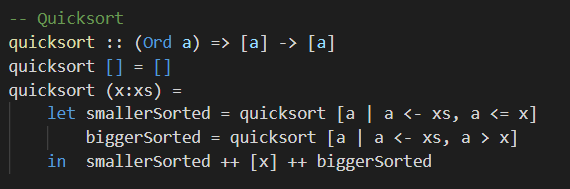 -- Quicksort
quicksort :: (Ord a) => [a] -> [a]
quicksort [] = []
quicksort (x:xs) =
    let smallerSorted = quicksort [a | a <- xs, a <= x]
        biggerSorted = quicksort [a | a <- xs, a > x]
    in  smallerSorted ++ [x] ++ biggerSorted